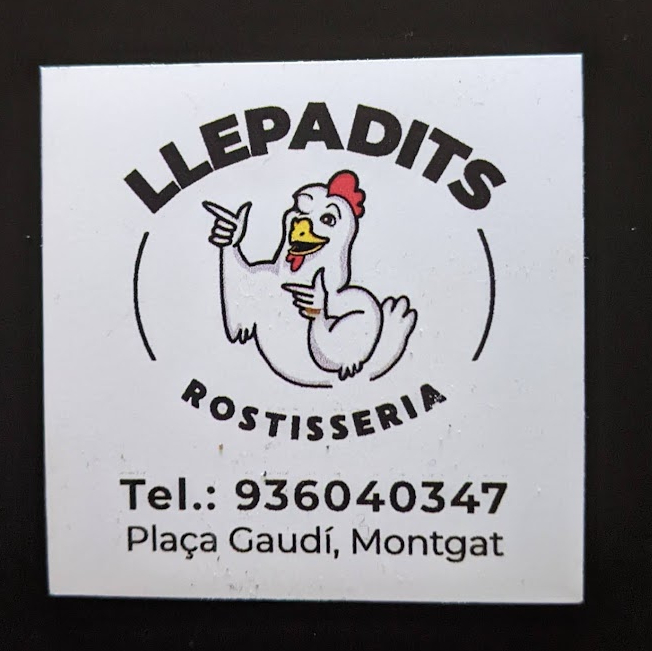 LLEPADITS
ROSTISSERIA
Tel.: 936040347
Plaça Gaudí, Montgat